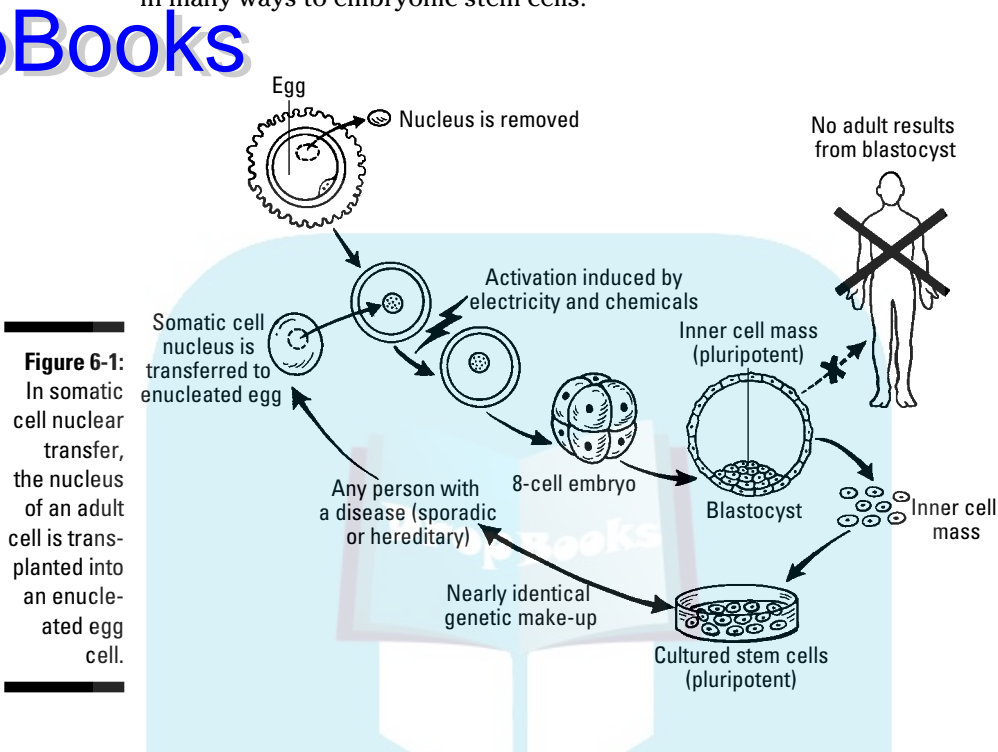 in many ways to embryonic stem cells.
Books
Egg
Nucleus is removed
No adult results
from blastocyst
Activation induced by
electricity and chemicals
Somatic cell
nucleus is
transferred to
enucleated egg
Inner cell mass
(pluripotent)
Figure 6-1:
In somatic
cell nuclear
transfer,
the nucleus
of an adult
cell is trans-
planted into
an enucle-
ated egg
cell.
8-cell embryo
Blastocyst
Any person with
a disease (sporadic
or hereditary)
Inner cell
mass
Books
Nearly identical
genetic make-up
Cultured stem cells
(pluripotent)